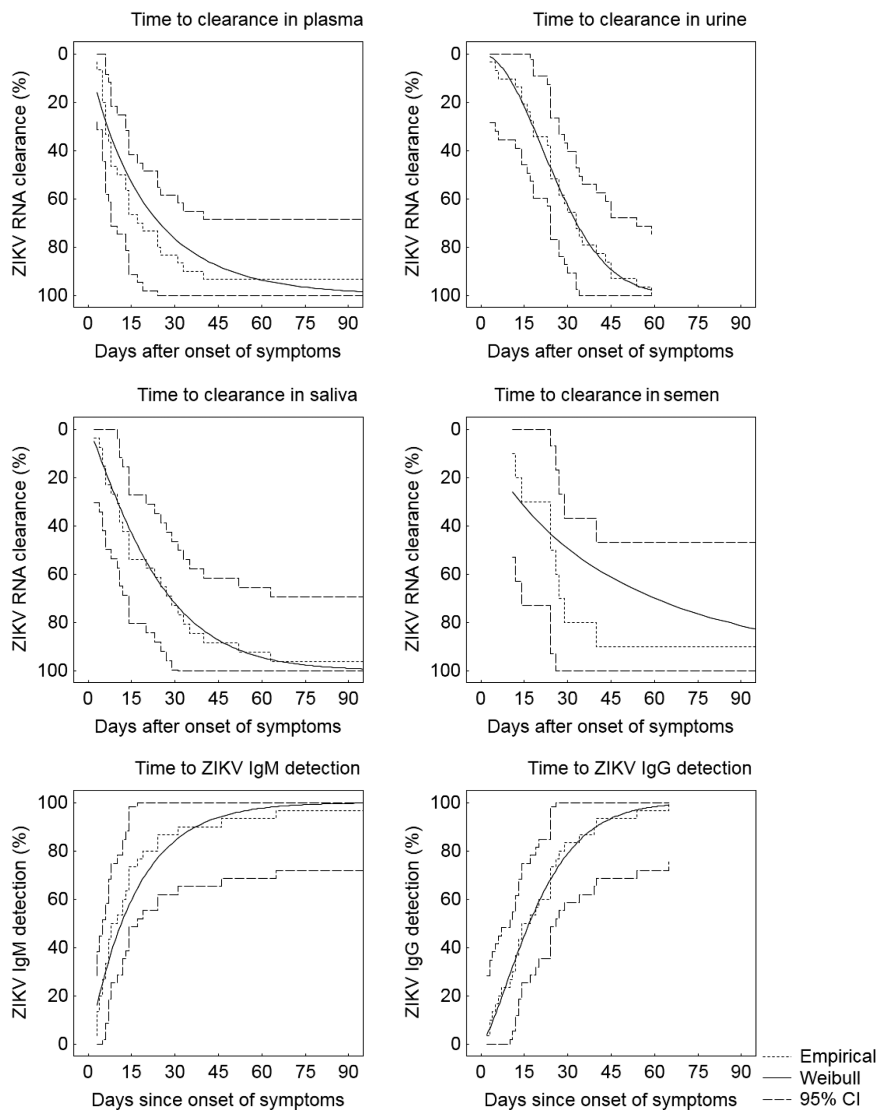 Time to clearance in plasma
ZIKV RNA clearance (%)
0
20
40
60
80
100
0 15 30 45 60 75 90
Days after onset of symptoms
Time to clearance in urine
ZIKV RNA clearance (%)
0
20
40
60
80
100
0 15 30 45 60 75 90
Days after onset of symptoms
Time to clearance in saliva
ZIKV RNA clearance (%)
0
20
40
60
80
100
0 15 30 45 60 75 90
Days after onset of symptoms
Time to clearance in semen
ZIKV RNA clearance (%)
0
20
40
60
80
100
0 15 30 45 60 75 90
Days after onset of symptoms
Time to ZIKV IgM detection
ZIKV IgM detection (%)
100
80
60
40
20
0
0 15 30 45 60 75 90
Days since onset of symptoms
Time to ZIKV IgG detection
ZIKV IgG detection (%)
100
80
60
40
20
0
0 15 30 45 60 75 90
Days since onset of symptoms
Empirical
Weibull
95% CI